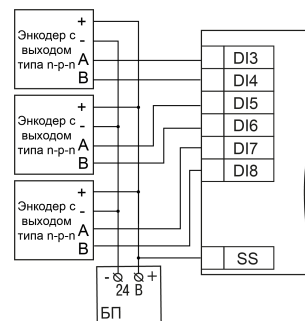 Энкодер с
выходом
типа n-p-n
+
-
A
B
Энкодер с
выходом
типа n-p-n
+
-
A
B
Энкодер с
выходом
типа n-p-n
+
-
A
B
DI3
DI4
DI5
DI6
DI7
DI8
SS
- +
24 В
БП